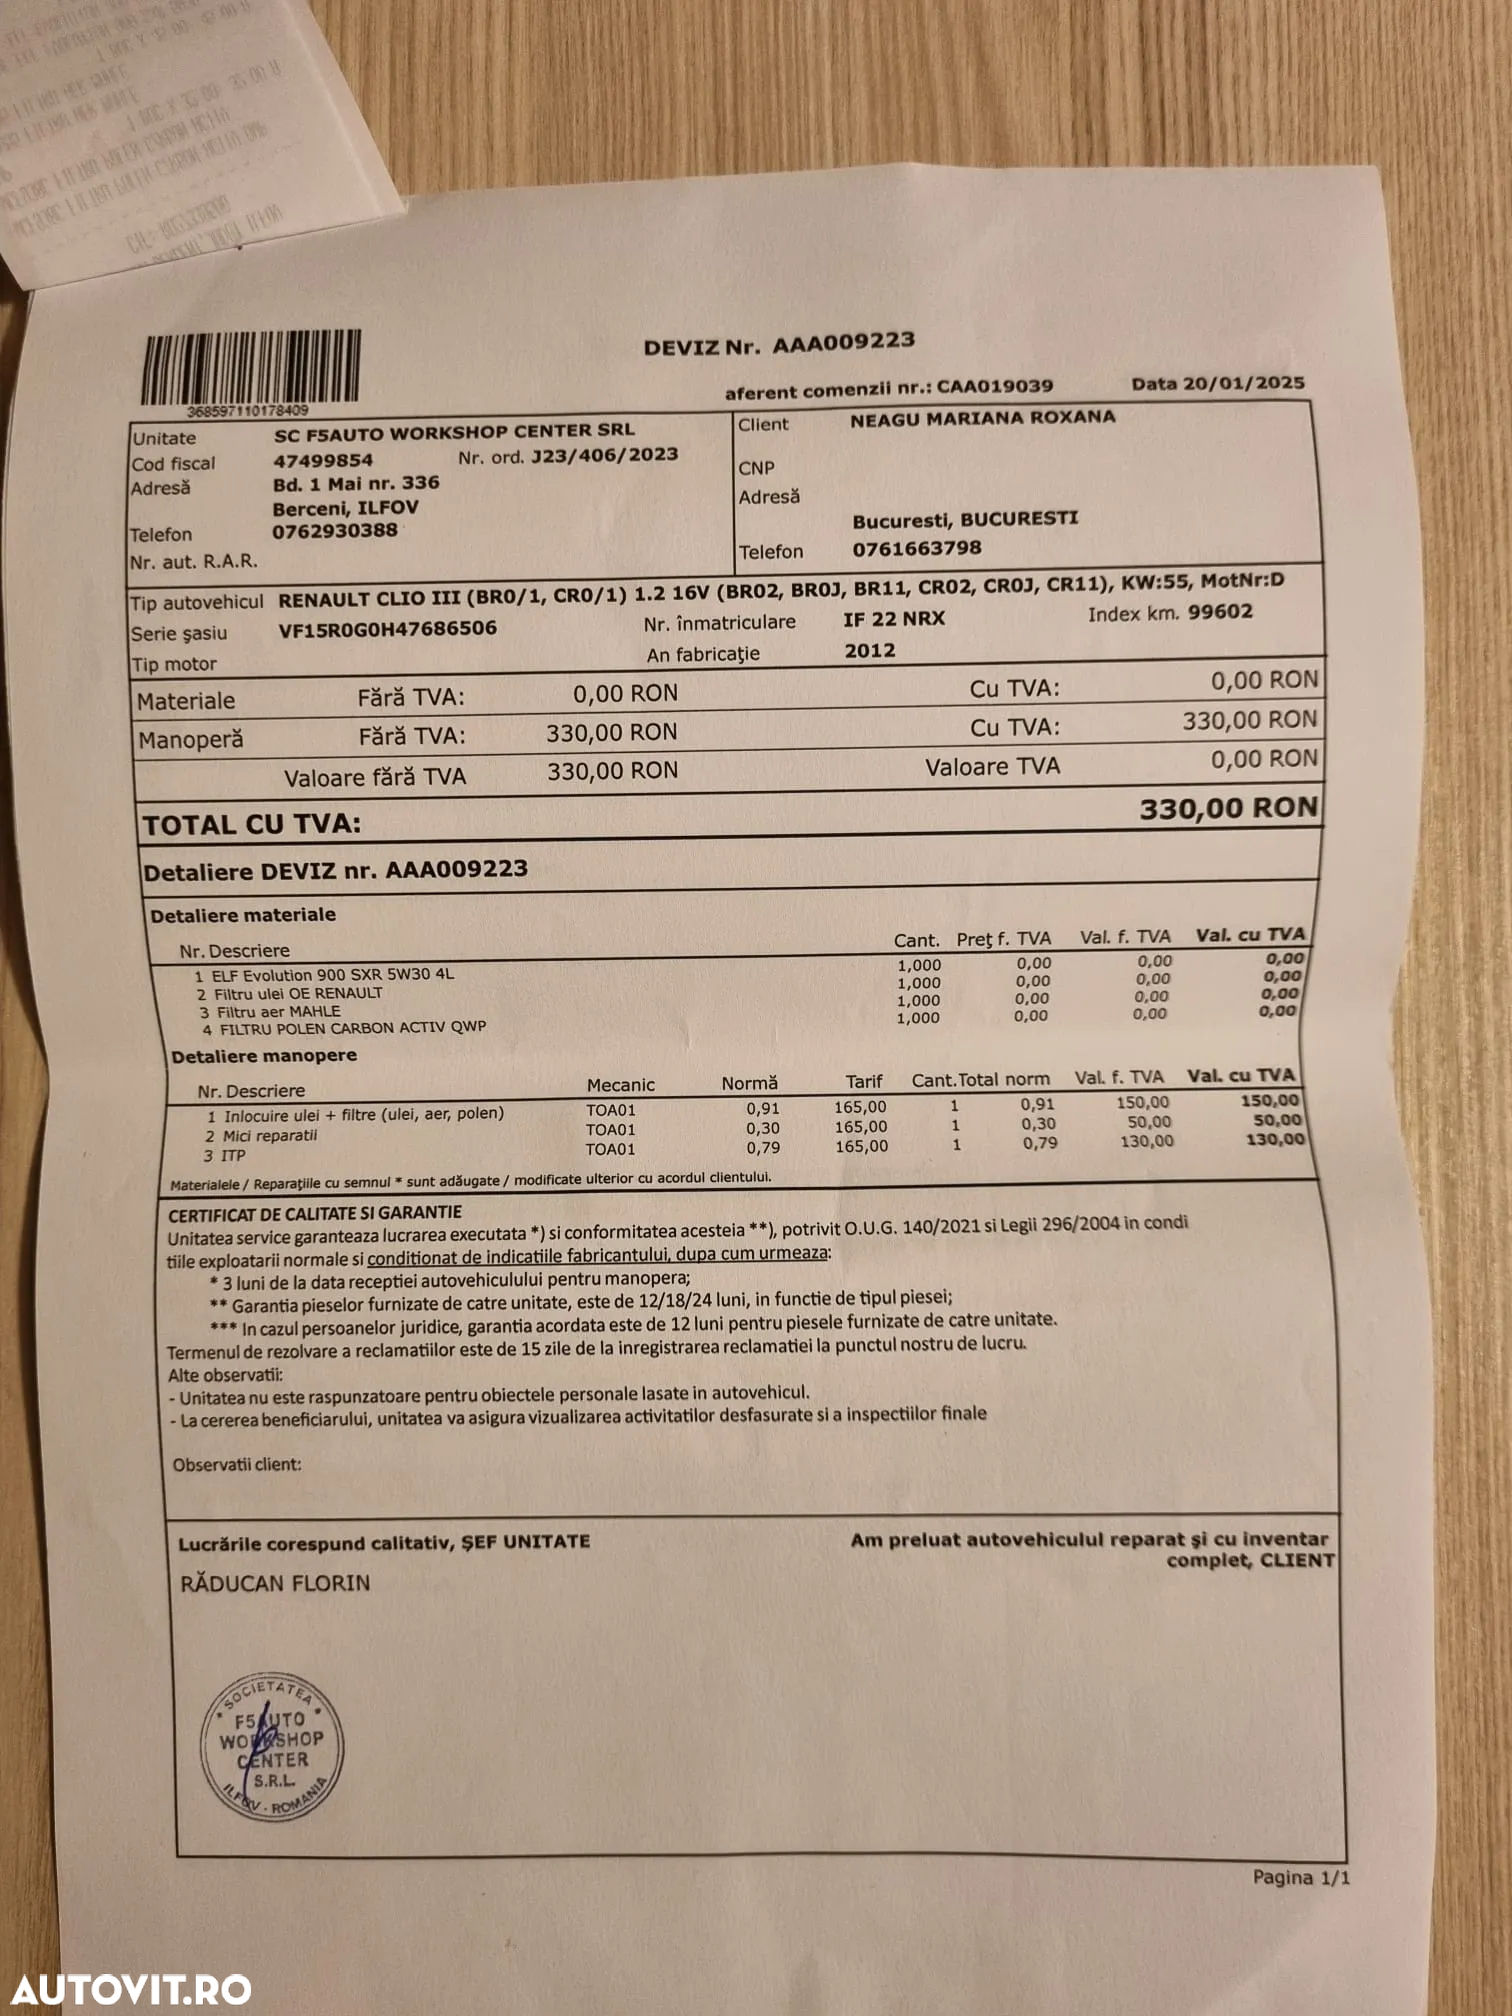 1 BUC X 35.00 35.00 B
DEVIZ Nr. AAA009223
aferent comenzii nr.: CAA019039 Data 20/01/2025
368597110178409
Unitate SC F5AUTO WORKSHOP CENTER SRL
Cod fiscal 47499854 Nr. ord. J23/406/2023
Adresă Bd. 1 Mai nr. 336
Berceni, ILFOV
Telefon 0762930388
Nr. aut. R.A.R.
Client NEAGU MARIANA ROXANA
CNP
Adresă
Bucuresti, BUCURESTI
Telefon 0761663798
Tip autovehicul RENAULT CLIO III (BR0/1, CR0/1) 1.2 16V (BR02, BR0J, BR11, CR02, CR0J, CR11), KW:55, MotNr:D
Serie şasiu VF15R0G0H47686506 Nr. înmatriculare IF 22 NRX Index km. 99602
Tip motor An fabricaţie 2012
Materiale Fără TVA: 0,00 RON Cu TVA: 0,00 RON
Manoperă Fără TVA: 330,00 RON Cu TVA: 330,00 RON
Valoare fără TVA 330,00 RON Valoare TVA 0,00 RON
TOTAL CU TVA: 330,00 RON
Detaliere DEVIZ nr. AAA009223
Detaliere materiale
Nr. Descriere Cant. Preţ f. TVA Val. f. TVA Val. cu TVA
1 ELF Evolution 900 SXR 5W30 4L 1,000 0,00 0,00 0,00
2 Filtru ulei OE RENAULT 1,000 0,00 0,00 0,00
3 Filtru aer MAHLE 1,000 0,00 0,00 0,00
4 FILTRU POLEN CARBON ACTIV QWP 1,000 0,00 0,00 0,00
Detaliere manopere
Nr. Descriere Mecanic Normă Tarif Cant. Total norm Val. f. TVA Val. cu TVA
1 Inlocuire ulei + filtre (ulei, aer, polen) TOA01 0,91 165,00 1 0,91 150,00 150,00
2 Mici reparatii TOA01 0,30 165,00 1 0,30 50,00 50,00
3 ITP TOA01 0,79 165,00 1 0,79 130,00 130,00
Materialele / Reparaţiile cu semnul * sunt adăugate / modificate ulterior cu acordul clientului.
CERTIFICAT DE CALITATE SI GARANTIE
Unitatea service garanteaza lucrarea executata *) si conformitatea acesteia **), potrivit O.U.G. 140/2021 si Legii 296/2004 in condi
tiile exploatarii normale si conditionat de indicatiile fabricantului, dupa cum urmeaza:
* 3 luni de la data receptiei autovehiculului pentru manopera;
** Garantia pieselor furnizate de catre unitate, este de 12/18/24 luni, in functie de tipul piesei;
*** In cazul persoanelor juridice, garantia acordata este de 12 luni pentru piesele furnizate de catre unitate.
Termenul de rezolvare a reclamatiilor este de 15 zile de la inregistrarea reclamatiei la punctul nostru de lucru.
Alte observatii:
- Unitatea nu este raspunzatoare pentru obiectele personale lasate in autovehicul.
- La cererea beneficiarului, unitatea va asigura vizualizarea activitatilor desfasurate si a inspectiilor finale
Observatii client:
Lucrările corespund calitativ, ŞEF UNITATE
RĂDUCAN FLORIN
Am preluat autovehiculul reparat şi cu inventar
complet, CLIENT
* SOCIETATEA *
F5AUTO
WORKSHOP
CENTER
S.R.L.
ILFOV - ROMANIA
Pagina 1/1
AUTOVIT.RO